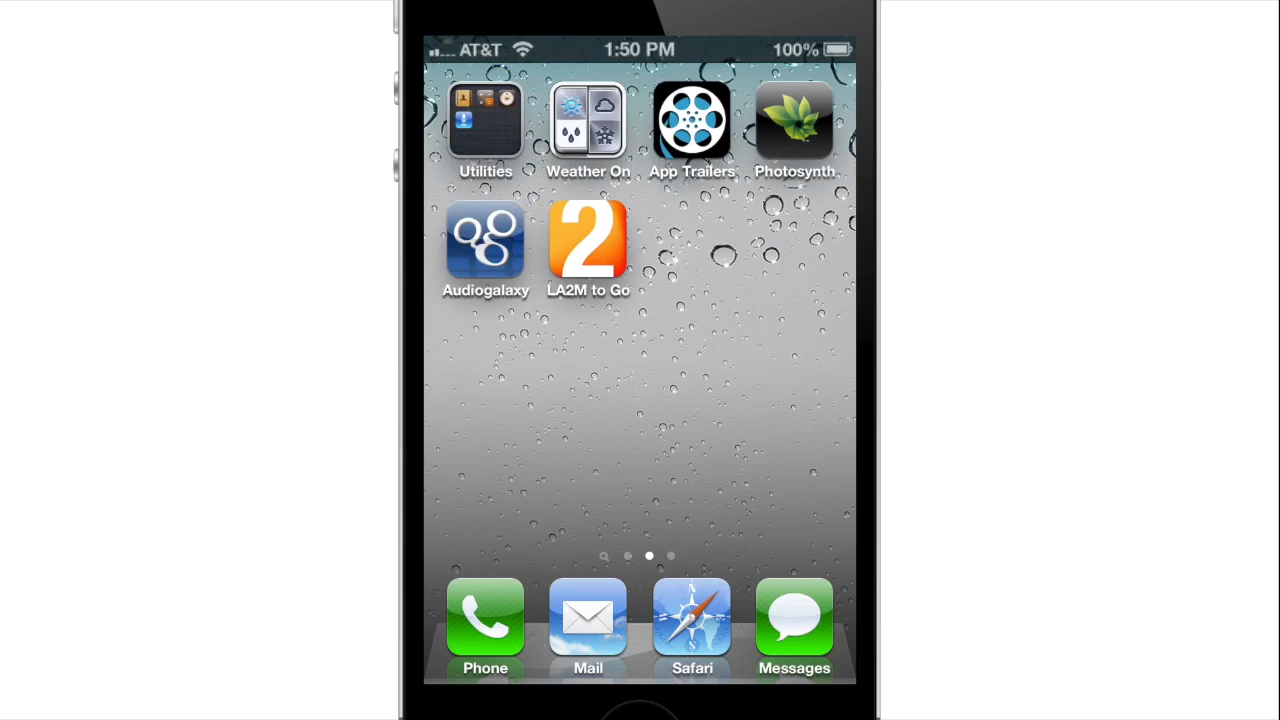 AT&T 1:50 PM 100%
Utilities Weather On App Trailers Photosynth
2
Audiogalaxy LA2M to Go
N
S
Phone Mail Safari Messages